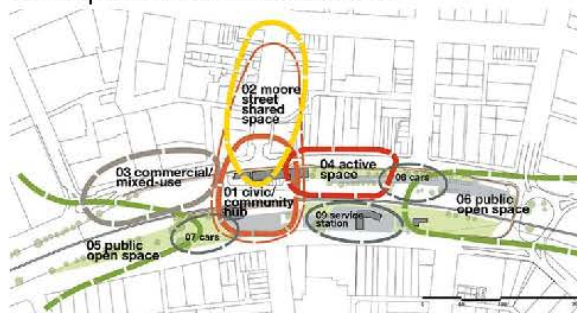 02 moore
street
shared
space
03 commercial/
mixed-use
04 active
space
08 cars
01 civic/
community
hub
06 public
open space
09 service
station
07 cars
05 public
open space